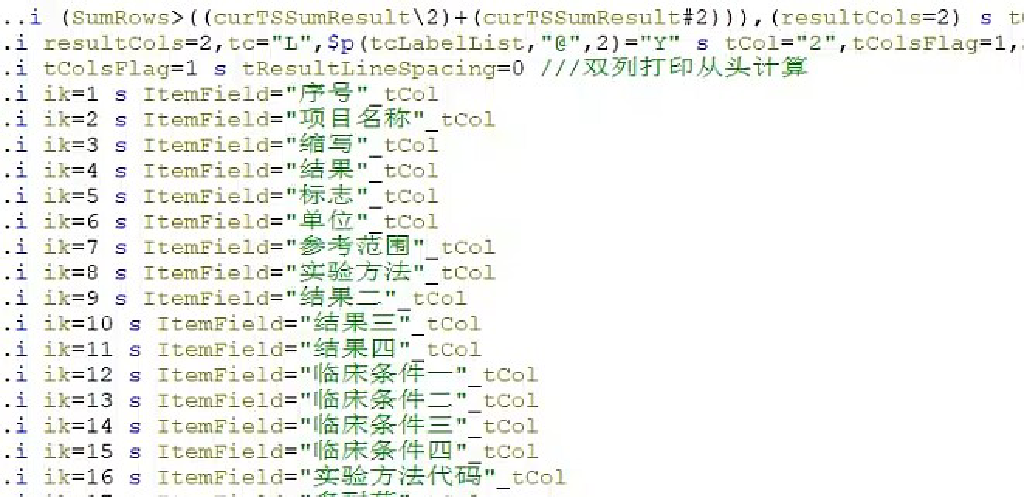 ..i (SumRows>((curTSSumResult\2)+(curTSSumResult#2))),(resultCols=2) s
.i resultCols=2,tc="L",$p(tcLabelList,"@",2)="Y" s tCol="2",tColsFlag=1,
.i tColsFlag=1 s tResultLineSpacing=0 ///双列打印从头计算
.i ik=1 s ItemField="序号"_tCol
.i ik=2 s ItemField="项目名称"_tCol
.i ik=3 s ItemField="缩写"_tCol
.i ik=4 s ItemField="结果"_tCol
.i ik=5 s ItemField="标志"_tCol
.i ik=6 s ItemField="单位"_tCol
.i ik=7 s ItemField="参考范围"_tCol
.i ik=8 s ItemField="实验方法"_tCol
.i ik=9 s ItemField="结果二"_tCol
.i ik=10 s ItemField="结果三"_tCol
.i ik=11 s ItemField="结果四"_tCol
.i ik=12 s ItemField="临床条件一"_tCol
.i ik=13 s ItemField="临床条件二"_tCol
.i ik=14 s ItemField="临床条件三"_tCol
.i ik=15 s ItemField="临床条件四"_tCol
.i ik=16 s ItemField="实验方法代码"_tCol